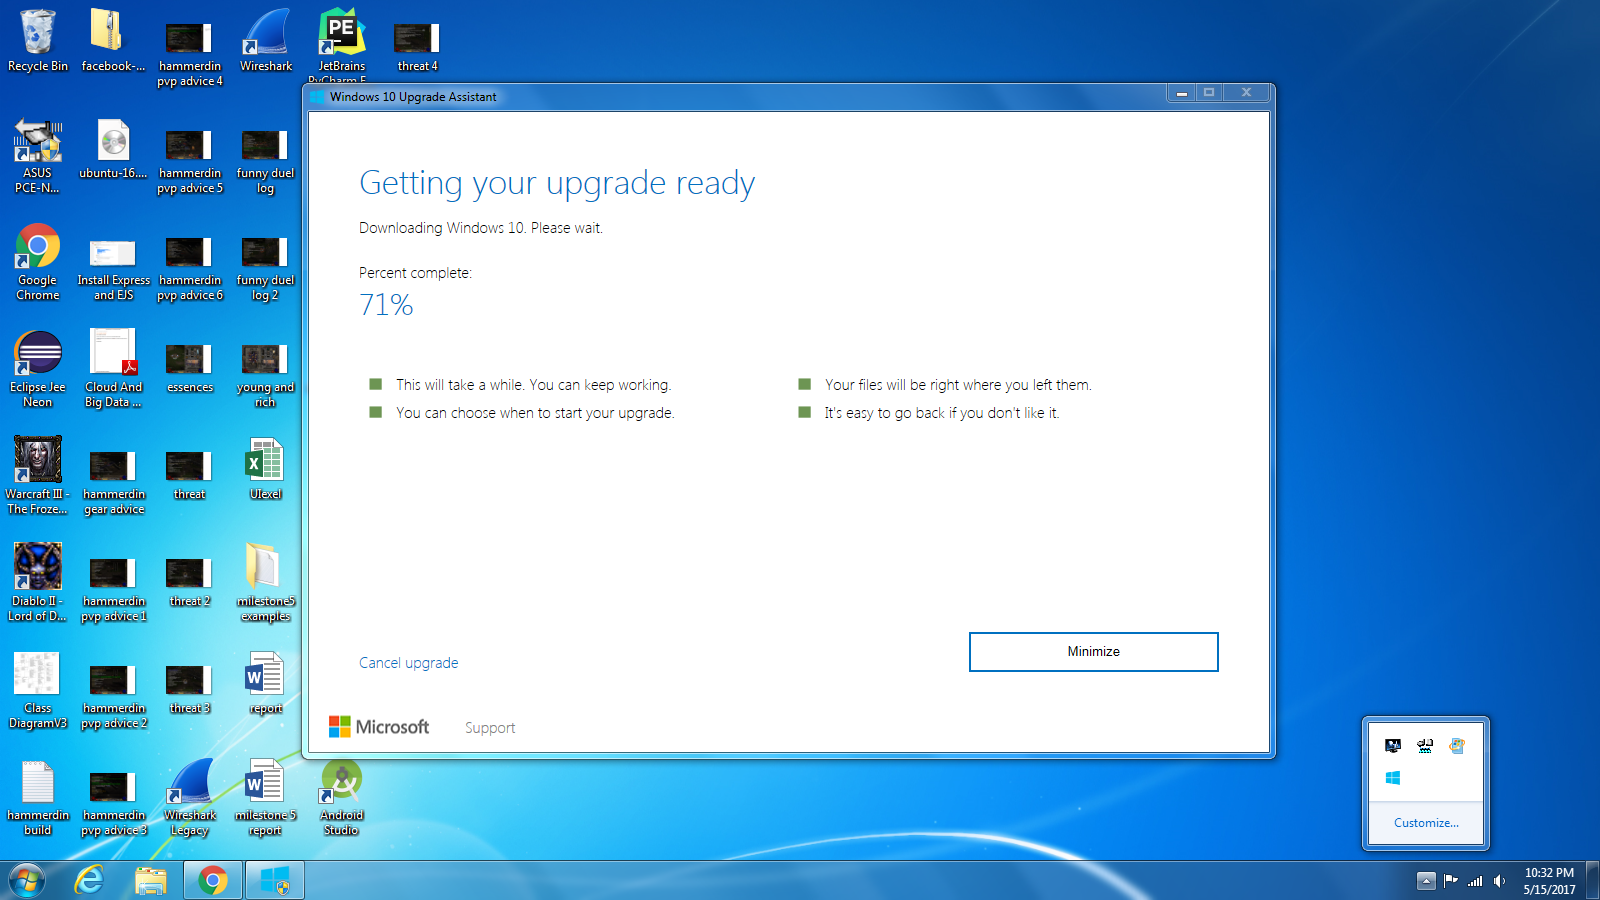 Recycle Bin
facebook-...
hammerdin
pvp advice 4
Wireshark
JetBrains
PyCharm E...
threat 4
Windows 10 Upgrade Assistant
ASUS
PCE-N...
ubuntu-16....
hammerdin
pvp advice 5
funny duel
log
Getting your upgrade ready
Downloading Windows 10. Please wait.
Percent complete:
71%
Google
Chrome
Install Express
and EJS
hammerdin
pvp advice 6
funny duel
log 2
Eclipse Jee
Neon
Cloud And
Big Data ...
essences
young and
rich
This will take a while. You can keep working.
Your files will be right where you left them.
You can choose when to start your upgrade.
It's easy to go back if you don't like it.
Warcraft III -
The Froze...
hammerdin
gear advice
threat
UIexel
Diablo II -
Lord of D...
hammerdin
pvp advice 1
threat 2
milestone5
examples
Minimize
Cancel upgrade
Class
DiagramV3
hammerdin
pvp advice 2
threat 3
report
Microsoft
Support
hammerdin
build
hammerdin
pvp advice 3
Wireshark
Legacy
milestone 5
report
Android
Studio
Customize...
10:32 PM
5/15/2017